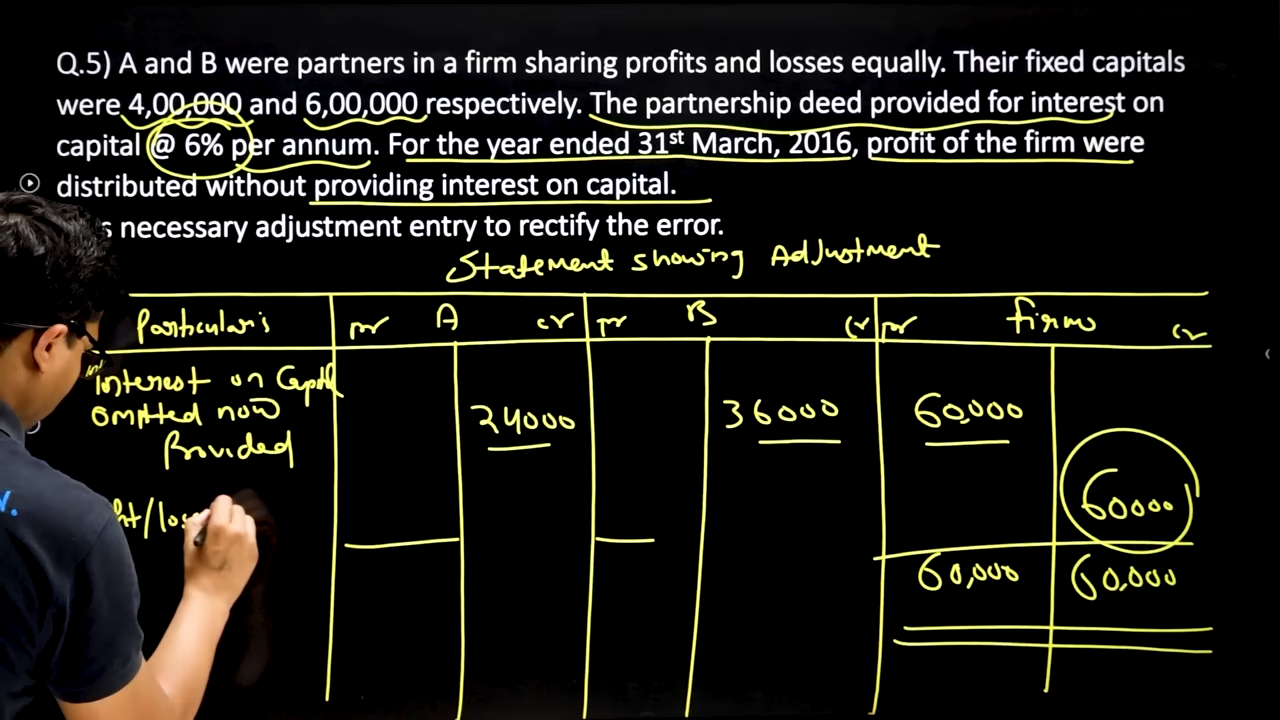 Q.5) A and B were partners in a firm sharing profits and losses equally. Their fixed capitals
were 4,00,000 and 6,00,000 respectively. The partnership deed provided for interest on
capital @ 6% per annum. For the year ended 31st March, 2016, profit of the firm were
distributed without providing interest on capital.
necessary adjustment entry to rectify the error.
Statement showing Adjustment
Particulars Dr A Cr Dr B Cr Dr firm Cr
Interest on Capital
omitted now
Provided
24000 36000 60,000
60000
60,000 60,000